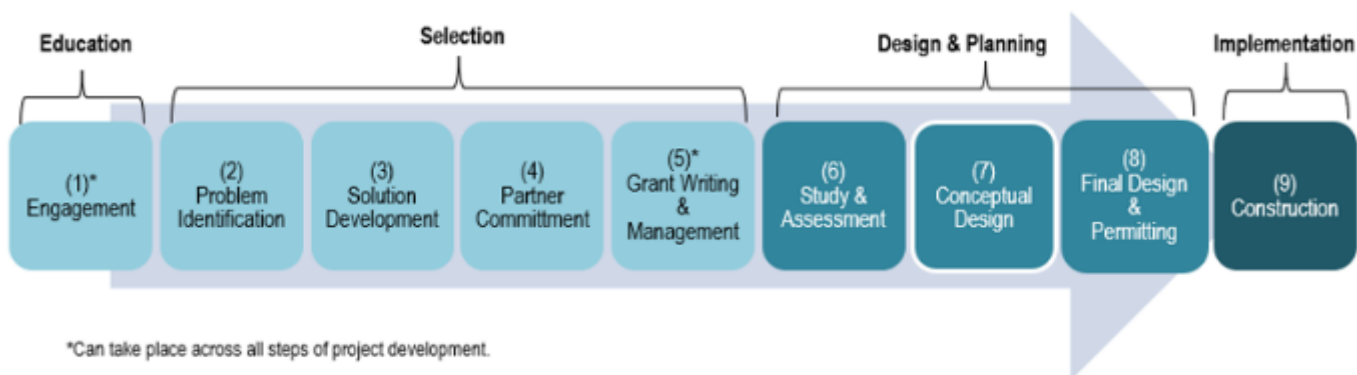 Education
Selection
Design & Planning
Implementation
(1)*
Engagement
(2)
Problem
Identification
(3)
Solution
Development
(4)
Partner
Committment
(5)*
Grant Writing
&
Management
(6)
Study &
Assessment
(7)
Conceptual
Design
(8)
Final Design
&
Permitting
(9)
Construction
*Can take place across all steps of project development.